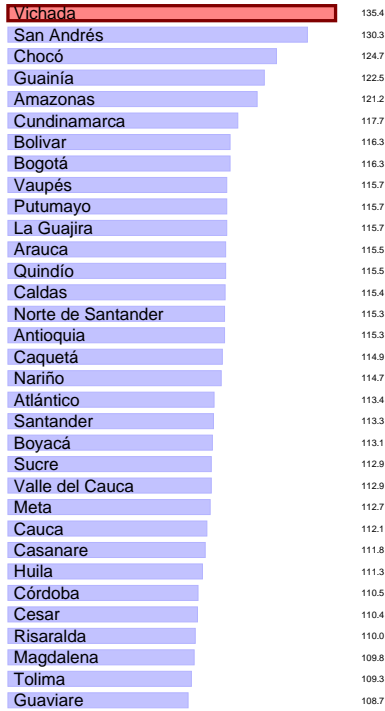 Vichada 135.4
San Andrés 130.3
Chocó 124.7
Guainía 122.5
Amazonas 121.2
Cundinamarca 117.7
Bolivar 116.3
Bogotá 116.3
Vaupés 115.7
Putumayo 115.7
La Guajira 115.7
Arauca 115.5
Quindío 115.5
Caldas 115.4
Norte de Santander 115.3
Antioquia 115.3
Caquetá 114.9
Nariño 114.7
Atlántico 113.4
Santander 113.3
Boyacá 113.1
Sucre 112.9
Valle del Cauca 112.9
Meta 112.7
Cauca 112.1
Casanare 111.8
Huila 111.3
Córdoba 110.5
Cesar 110.4
Risaralda 110.0
Magdalena 109.8
Tolima 109.3
Guaviare 108.7